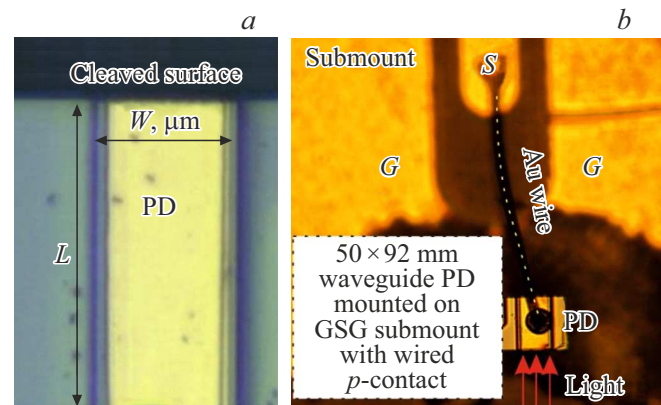 a
Cleaved surface
W, μm
PD
L
b
Submount
S
G
G
Au wire
50 × 92 mm
waveguide PD
mounted on
GSG submount
with wired
p-contact
PD
Light